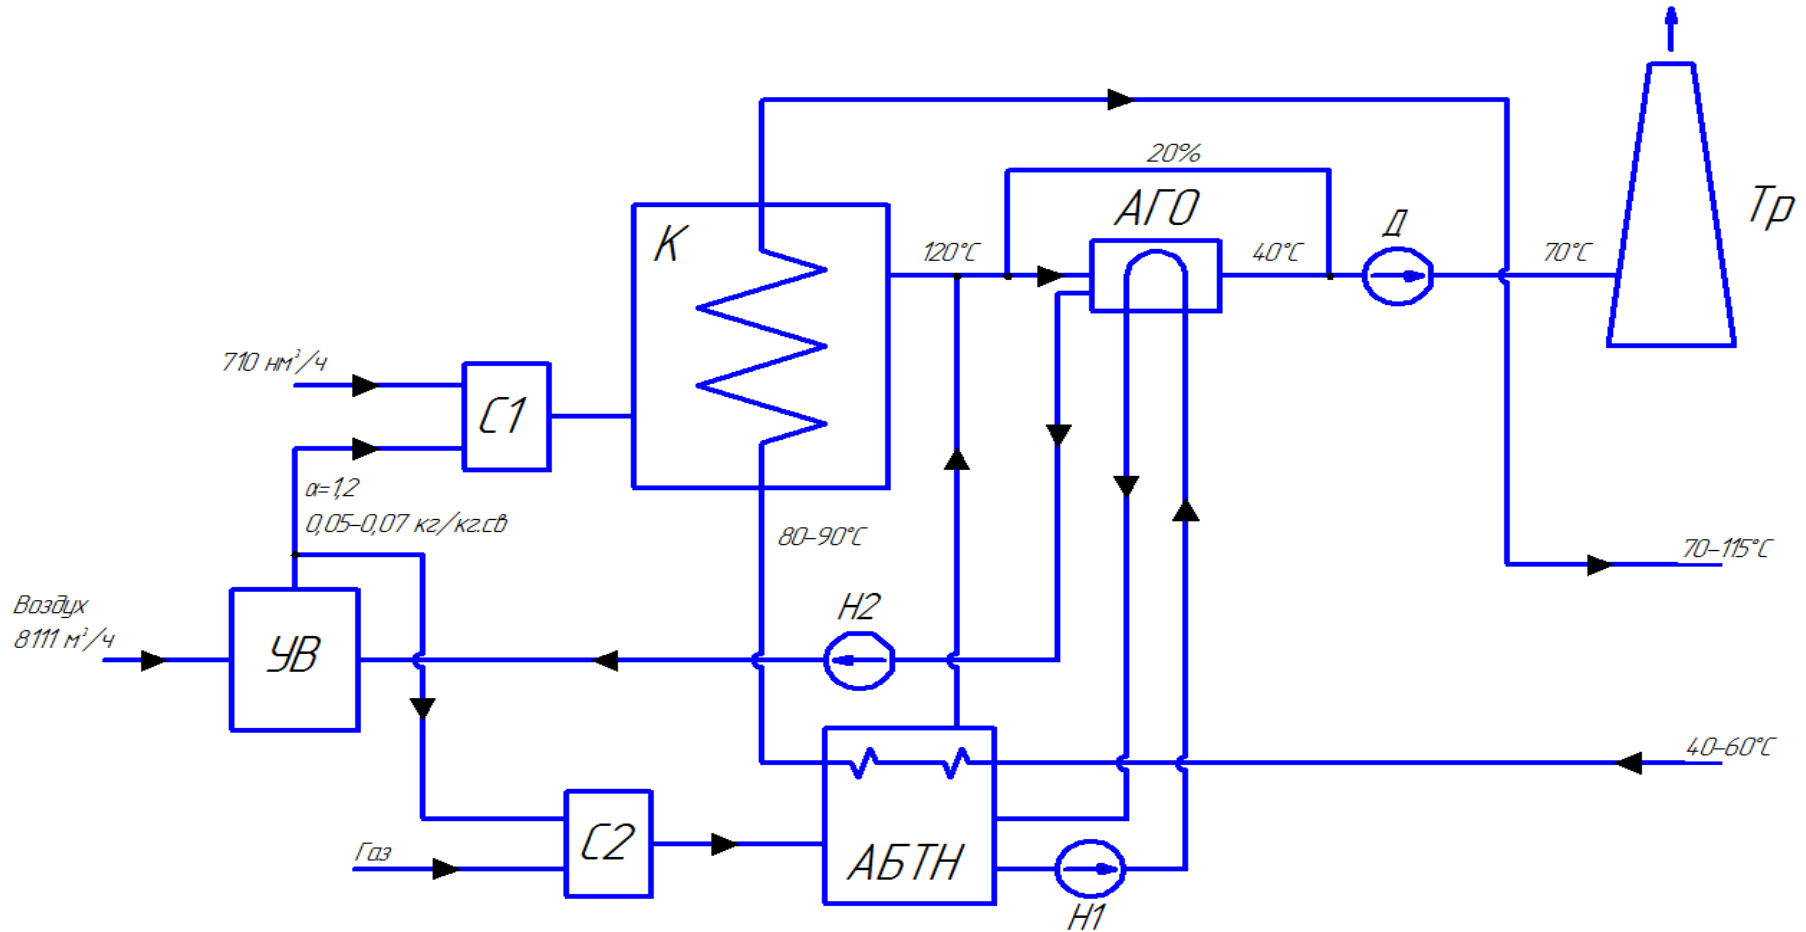 20%
Тр
АГО
К
Д
120°C
40°C
70°C
710 нм³/ч
С1
α=1,2
0,05-0,07 кг/кг.св
80-90°C
70-115°C
Воздух
8111 м³/ч
Н2
УВ
40-60°C
С2
Газ
АБТН
Н1